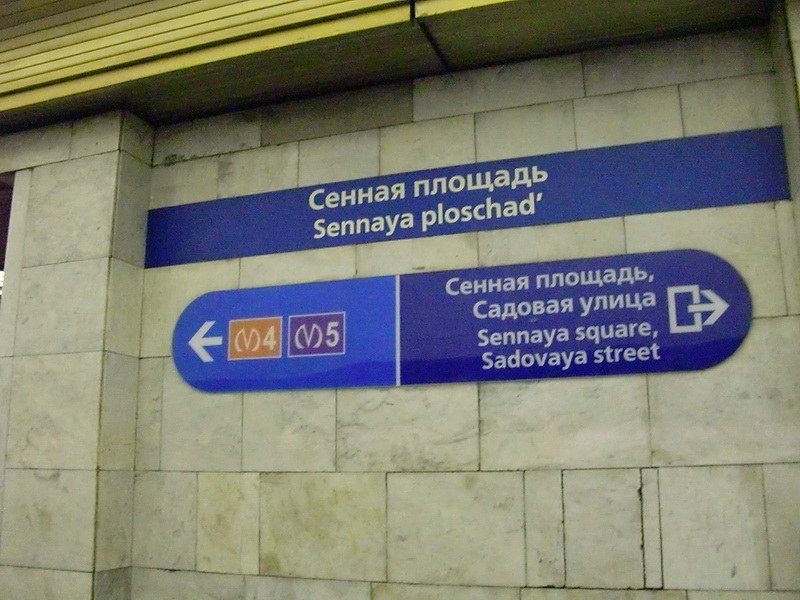 Сенная площадь
Sennaya ploschad'
4 5
Сенная площадь,
Садовая улица
Sennaya square,
Sadovaya street